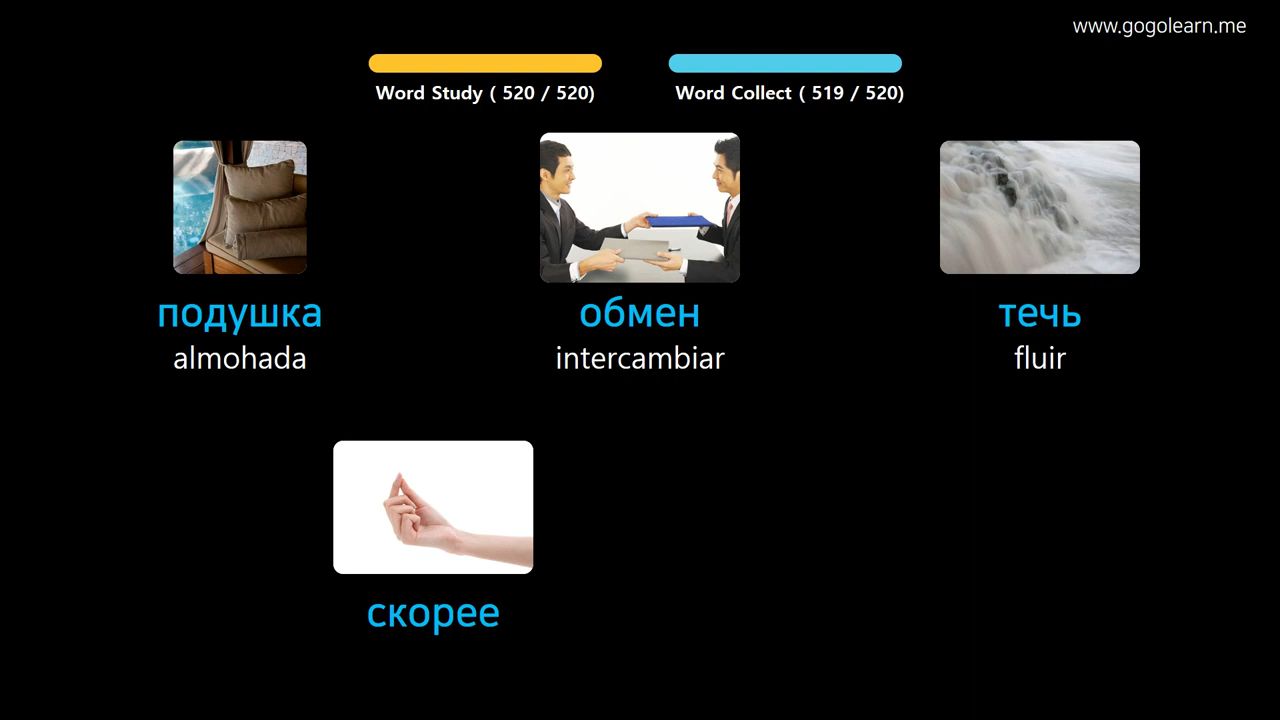 www.gogolearn.me
Word Study ( 520 / 520)
Word Collect ( 519 / 520)
подушка
almohada
обмен
intercambiar
течь
fluir
скорее